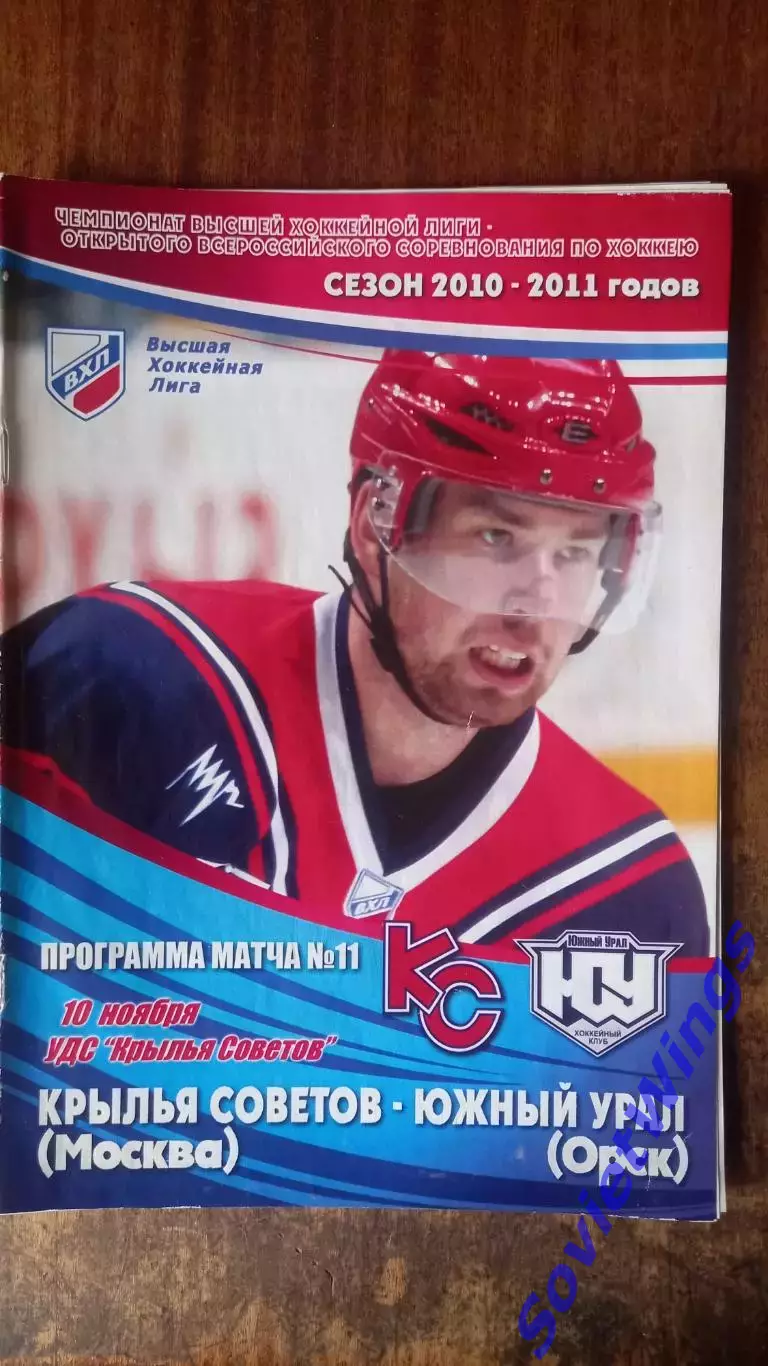 ЧЕМПИОНАТ ВЫСШЕЙ ХОККЕЙНОЙ ЛИГИ -
ОТКРЫТОГО ВСЕРОССИЙСКОГО СОРЕВНОВАНИЯ ПО ХОККЕЮ
СЕЗОН 2010 - 2011 ГОДОВ
ВХЛ
Высшая
Хоккейная
Лига
E
ВХЛ
ПРОГРАММА МАТЧА №11
10 ноября
УДС "Крылья Советов"
КС
ЮЖНЫЙ УРАЛ
ЮУ
ХОККЕЙНЫЙ
КЛУБ
КРЫЛЬЯ СОВЕТОВ - ЮЖНЫЙ УРАЛ
(Москва) (Орск)
SovietWings